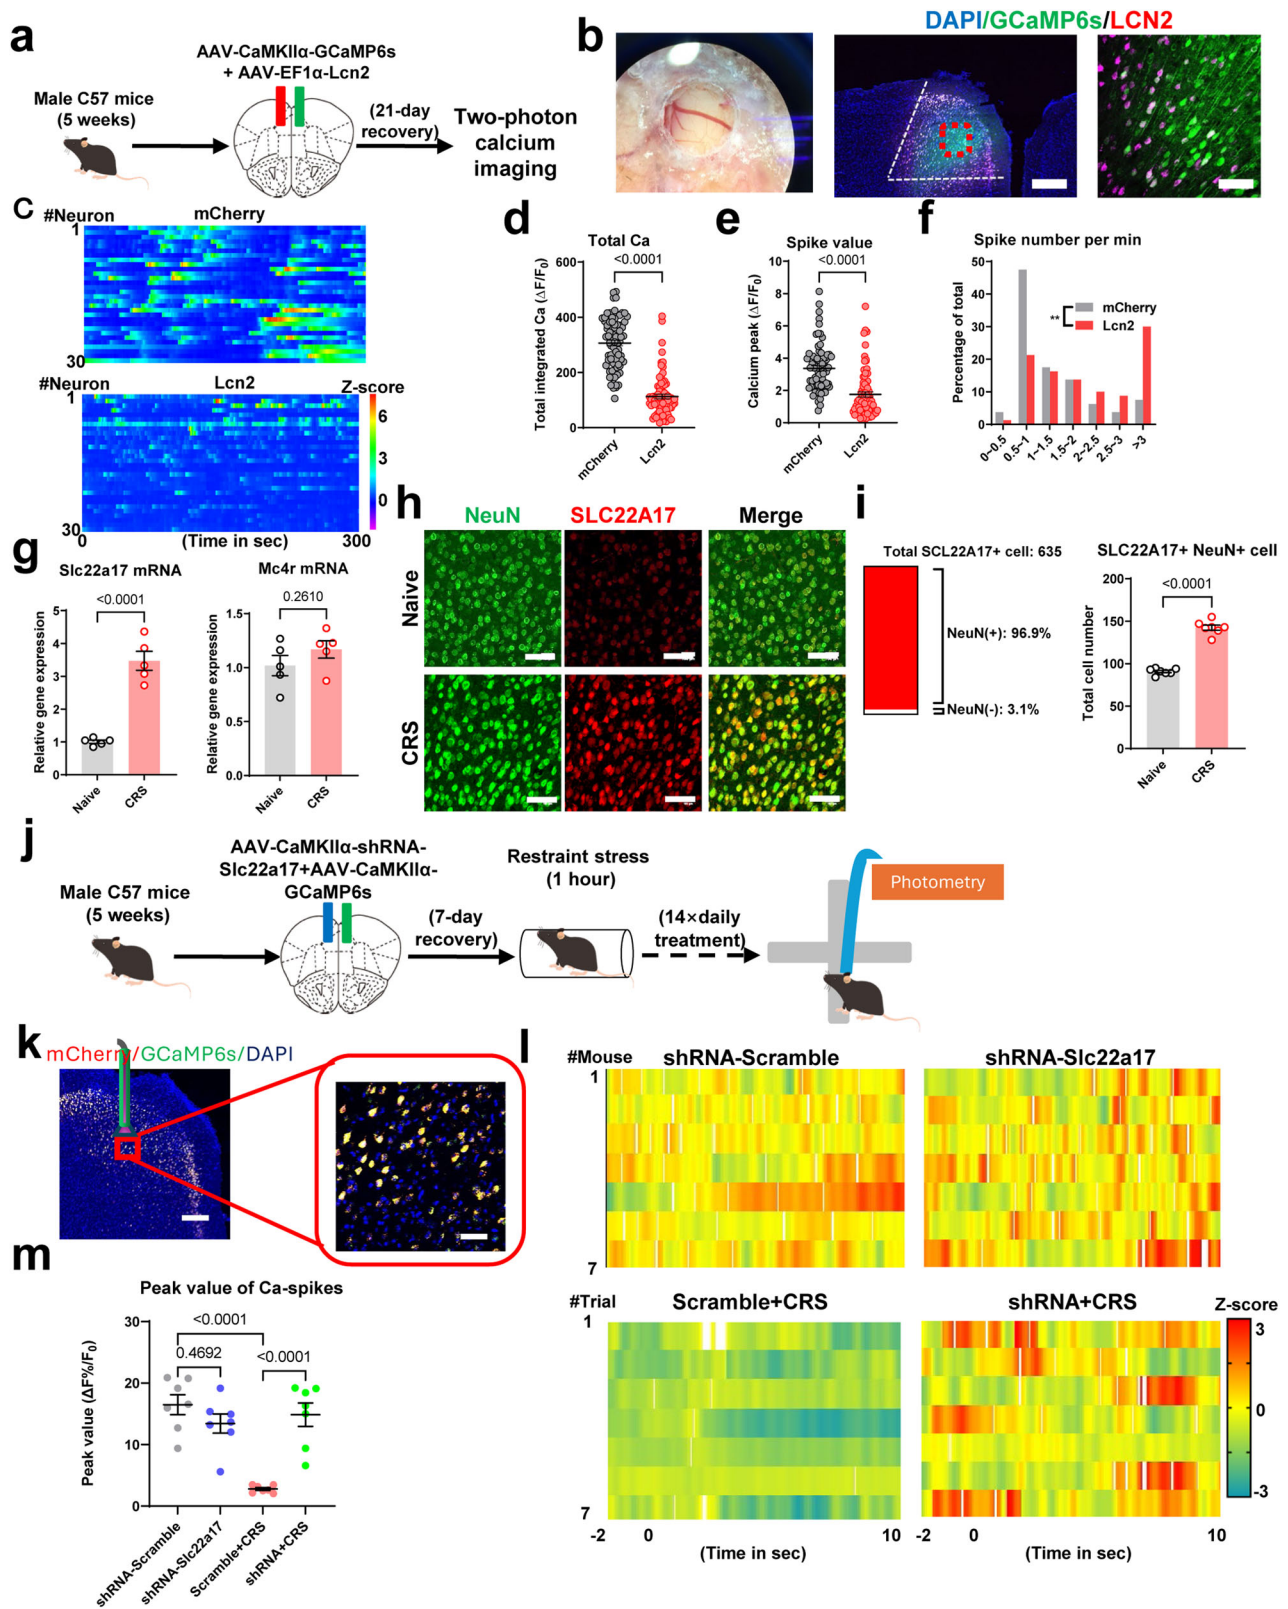 a
AAV-CaMKIIα-GCaMP6s
+ AAV-EF1α-Lcn2
Male C57 mice
(5 weeks)
(21-day
recovery)
Two-photon
calcium
imaging
b
DAPI/GCaMP6s/LCN2
c
#Neuron
mCherry
1
30
#Neuron
Lcn2
1
30
0
(Time in sec)
300
Z-score
6
3
0
d
Total Ca
<0.0001
Total integrated Ca (ΔF/F0)
600
400
200
0
mCherry
Lcn2
e
Spike value
<0.0001
Calcium peak (ΔF/F0)
10
8
6
4
2
0
mCherry
Lcn2
f
Spike number per min
Percentage of total
50
40
30
20
10
0
**
mCherry
Lcn2
0~0.5
0.5~1
1~1.5
1.5~2
2~2.5
2.5~3
>3
g
Slc22a17 mRNA
<0.0001
Relative gene expression
5
4
3
2
1
0
Naive
CRS
Mc4r mRNA
0.2610
Relative gene expression
1.5
1.0
0.5
0.0
Naive
CRS
h
NeuN
SLC22A17
Merge
Naive
CRS
i
Total SCL22A17+ cell: 635
NeuN(+): 96.9%
NeuN(-): 3.1%
SLC22A17+ NeuN+ cell
<0.0001
Total cell number
200
150
100
50
0
Naive
CRS
j
AAV-CaMKIIα-shRNA-
Slc22a17+AAV-CaMKIIα-
GCaMP6s
Male C57 mice
(5 weeks)
(7-day
recovery)
Restraint stress
(1 hour)
(14×daily
treatment)
Photometry
k
mCherry/GCaMP6s/DAPI
l
#Mouse
shRNA-Scramble
shRNA-Slc22a17
1
7
#Trial
Scramble+CRS
shRNA+CRS
1
7
Z-score
3
0
-3
-2
0
10
(Time in sec)
-2
0
10
(Time in sec)
m
Peak value of Ca-spikes
<0.0001
0.4692
<0.0001
Peak value (ΔF%/F0)
30
20
10
0
shRNA-Scramble
shRNA-Slc22a17
Scramble+CRS
shRNA+CRS